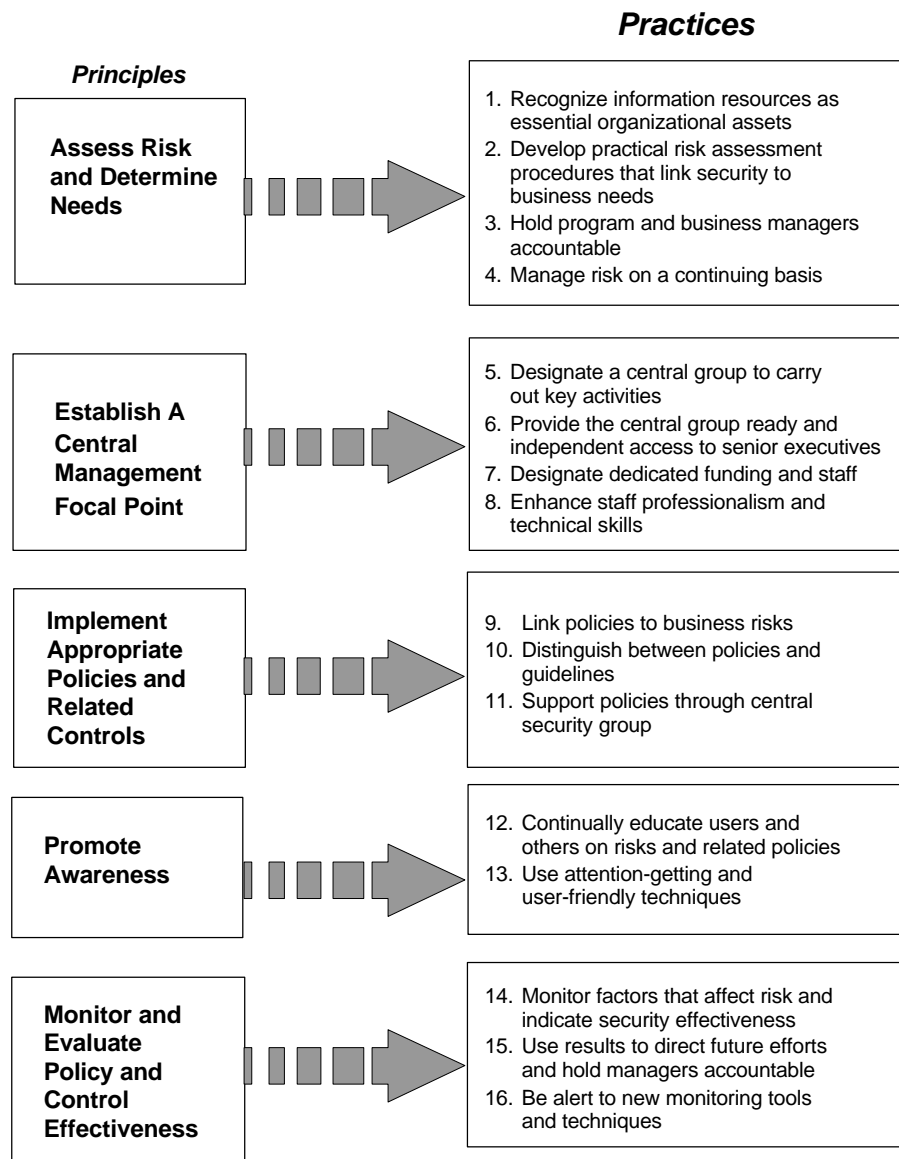 Practices
Principles
Assess Risk
and Determine
Needs
1. Recognize information resources as
essential organizational assets
2. Develop practical risk assessment
procedures that link security to
business needs
3. Hold program and business managers
accountable
4. Manage risk on a continuing basis
Establish A
Central
Management
Focal Point
5. Designate a central group to carry
out key activities
6. Provide the central group ready and
independent access to senior executives
7. Designate dedicated funding and staff
8. Enhance staff professionalism and
technical skills
Implement
Appropriate
Policies and
Related
Controls
9. Link policies to business risks
10. Distinguish between policies and
guidelines
11. Support policies through central
security group
Promote
Awareness
12. Continually educate users and
others on risks and related policies
13. Use attention-getting and
user-friendly techniques
Monitor and
Evaluate
Policy and
Control
Effectiveness
14. Monitor factors that affect risk and
indicate security effectiveness
15. Use results to direct future efforts
and hold managers accountable
16. Be alert to new monitoring tools
and techniques